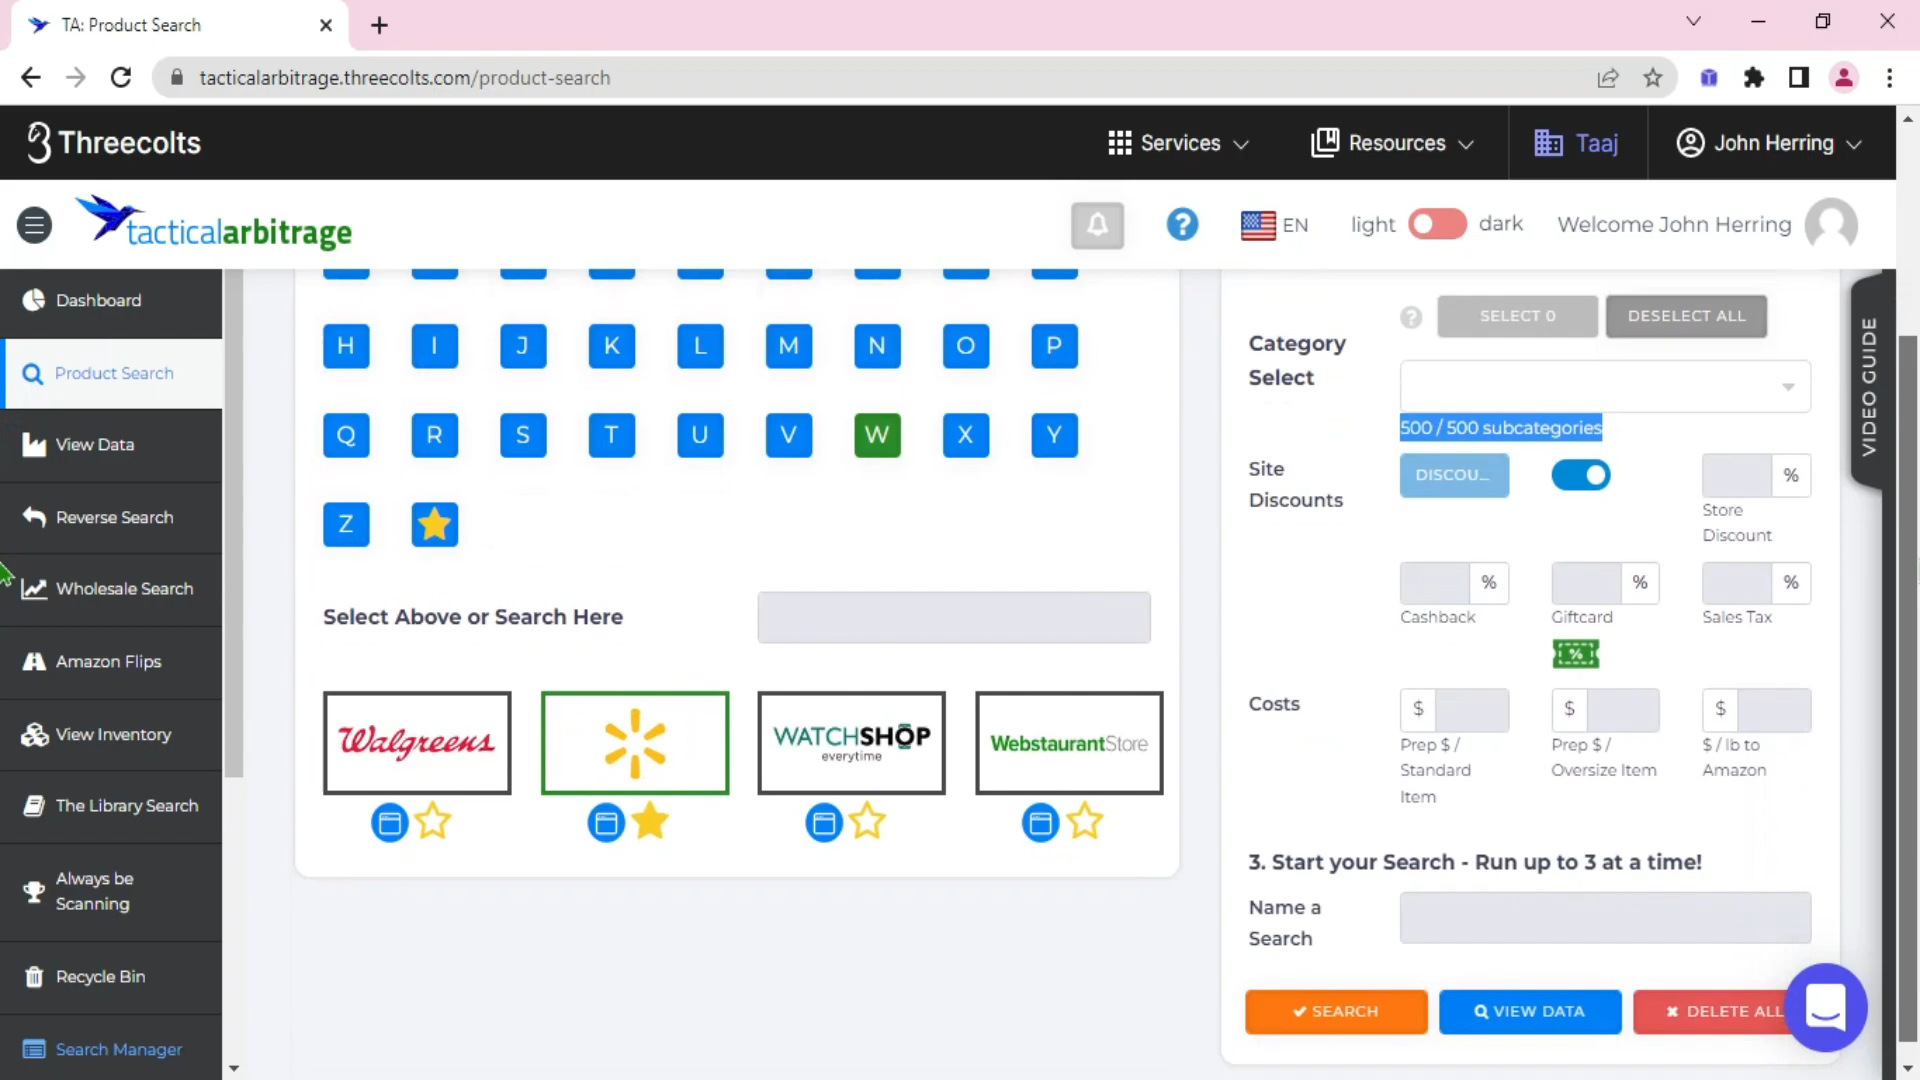 TA: Product Search
tacticalarbitrage.threecolts.com/product-search
Threecolts
Services
Resources
Taaj
John Herring
tacticalarbitrage
EN
light
dark
Welcome John Herring
Dashboard
Product Search
View Data
Reverse Search
Wholesale Search
Amazon Flips
View Inventory
The Library Search
Always be
Scanning
Recycle Bin
Search Manager
H I J K L M N O P
Q R S T U V W X Y
Z
Select Above or Search Here
Walgreens
WATCHSHOP
everytime
WebstaurantStore
SELECT 0
DESELECT ALL
Category
Select
500 / 500 subcategories
Site
Discounts
DISCOU...
%
Store
Discount
% % %
Cashback
Giftcard
Sales Tax
%
Costs
$ $ $
Prep $ /
Standard
Item
Prep $ /
Oversize Item
$ / lb to
Amazon
3. Start your Search - Run up to 3 at a time!
Name a
Search
SEARCH
VIEW DATA
DELETE ALL
VIDEO GUIDE